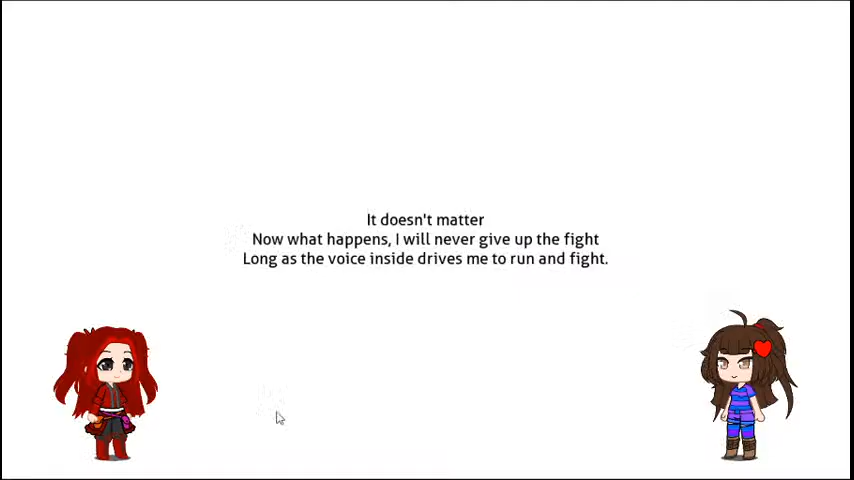 It doesn't matter
Now what happens, I will never give up the fight
Long as the voice inside drives me to run and fight.